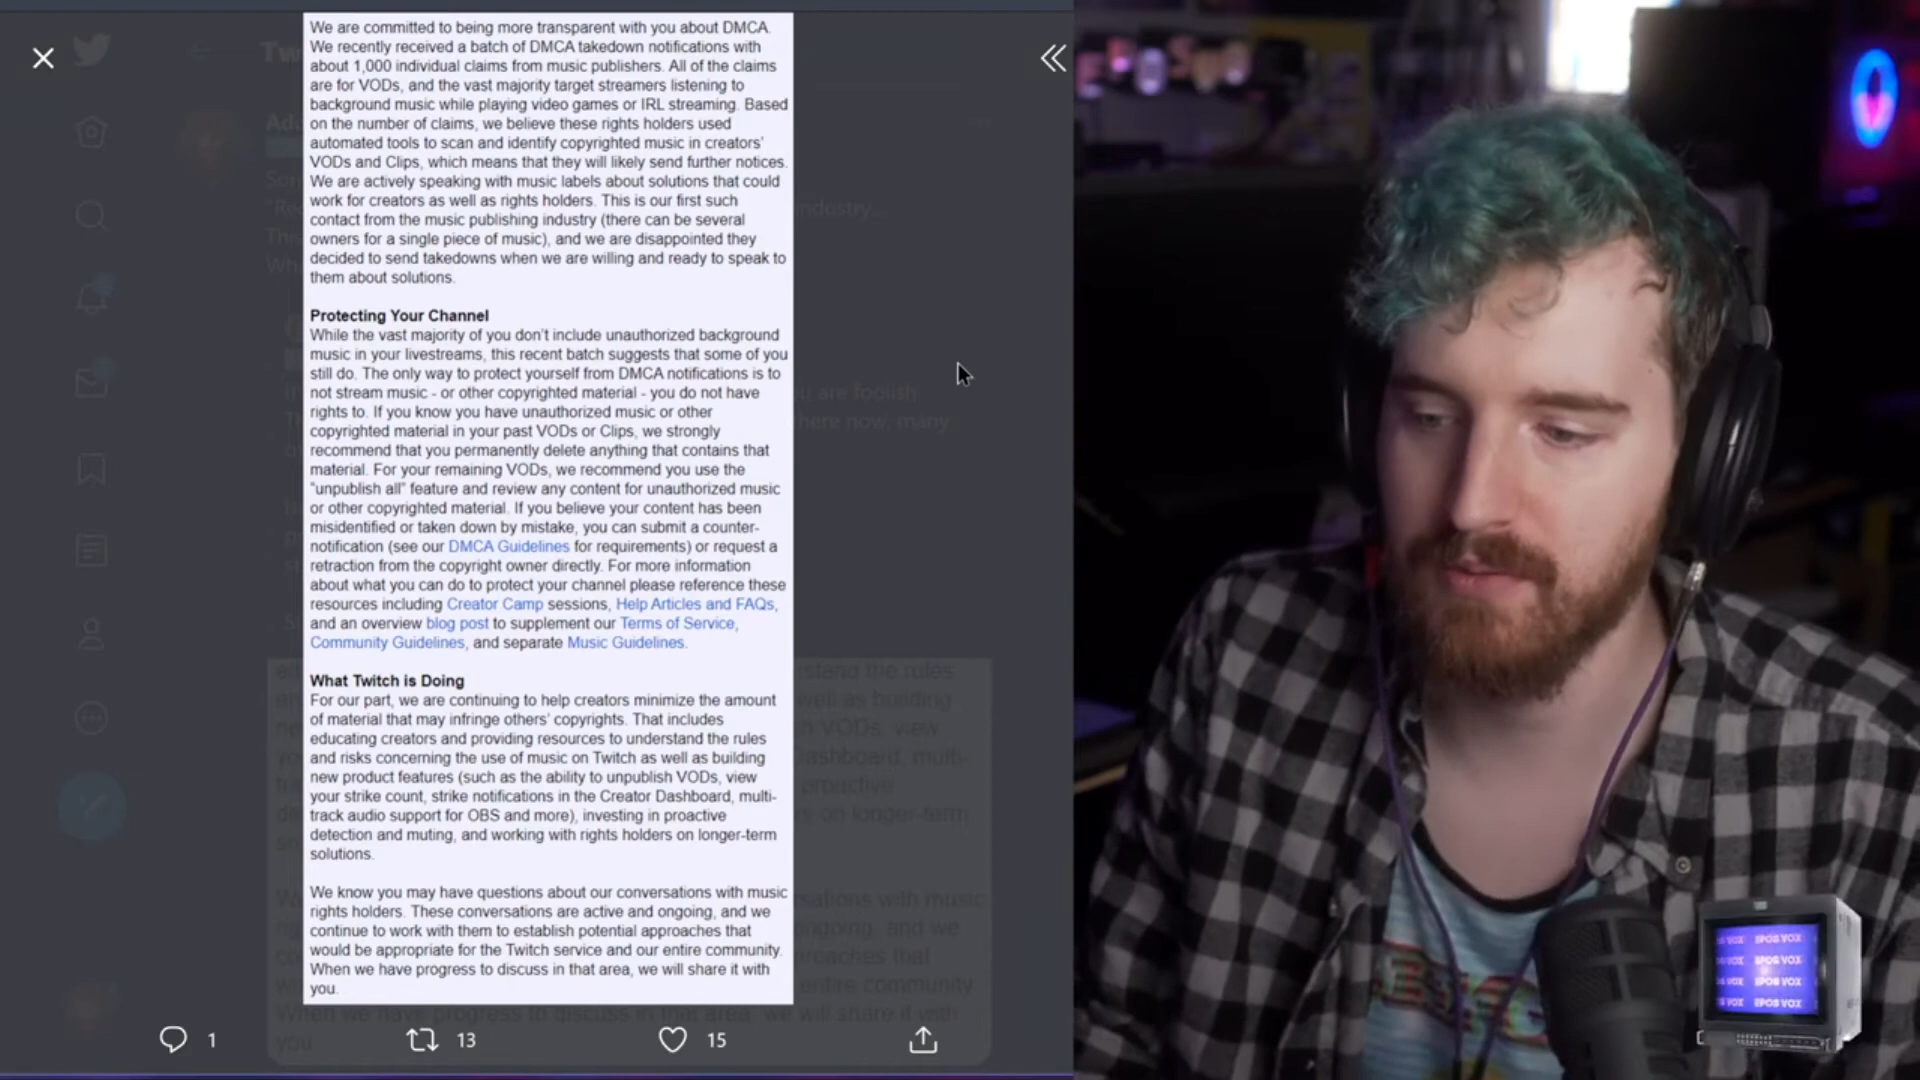 We are committed to being more transparent with you about DMCA.
We recently received a batch of DMCA takedown notifications with
about 1,000 individual claims from music publishers. All of the claims
are for VODs, and the vast majority target streamers listening to
background music while playing video games or IRL streaming. Based
on the number of claims, we believe these rights holders used
automated tools to scan and identify copyrighted music in creators'
VODs and Clips, which means that they will likely send further notices.
We are actively speaking with music labels about solutions that could
work for creators as well as rights holders. This is our first such
contact from the music publishing industry (there can be several
owners for a single piece of music), and we are disappointed they
decided to send takedowns when we are willing and ready to speak to
them about solutions.
Protecting Your Channel
While the vast majority of you don't include unauthorized background
music in your livestreams, this recent batch suggests that some of you
still do. The only way to protect yourself from DMCA notifications is to
not stream music - or other copyrighted material - you do not have
rights to. If you know you have unauthorized music or other
copyrighted material in your past VODs or Clips, we strongly
recommend that you permanently delete anything that contains that
material. For your remaining VODs, we recommend you use the
"unpublish all" feature and review any content for unauthorized music
or other copyrighted material. If you believe your content has been
misidentified or taken down by mistake, you can submit a counter-
notification (see our DMCA Guidelines for requirements) or request a
retraction from the copyright owner directly. For more information
about what you can do to protect your channel please reference these
resources including Creator Camp sessions, Help Articles and FAQs,
and an overview blog post to supplement our Terms of Service,
Community Guidelines, and separate Music Guidelines.
What Twitch is Doing
For our part, we are continuing to help creators minimize the amount
of material that may infringe others' copyrights. That includes
educating creators and providing resources to understand the rules
and risks concerning the use of music on Twitch as well as building
new product features (such as the ability to unpublish VODs, view
your strike count, strike notifications in the Creator Dashboard, multi-
track audio support for OBS and more), investing in proactive
detection and muting, and working with rights holders on longer-term
solutions.
We know you may have questions about our conversations with music
rights holders. These conversations are active and ongoing, and we
continue to work with them to establish potential approaches that
would be appropriate for the Twitch service and our entire community.
When we have progress to discuss in that area, we will share it with
you.
1
13
15
EPOS VOX
EPOS VOX
EPOS VOX
EPOS VOX